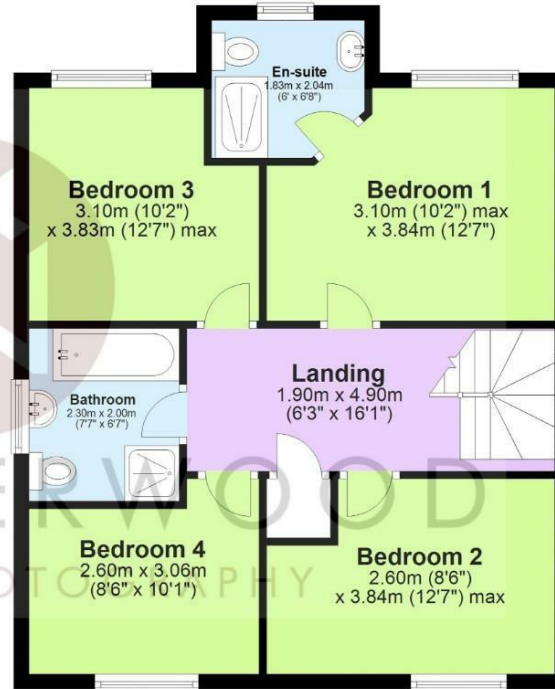 En-suite
1.83m x 2.04m
(6' x 6'8")
Bedroom 3
3.10m (10'2")
x 3.83m (12'7") max
Bedroom 1
3.10m (10'2") max
x 3.84m (12'7")
Landing
1.90m x 4.90m
(6'3" x 16'1")
Bathroom
2.30m x 2.00m
(7'7" x 6'7")
ERWOOD
OTOGRAPHY
Bedroom 4
2.60m x 3.06m
(8'6" x 10'1")
Bedroom 2
2.60m (8'6")
x 3.84m (12'7") max